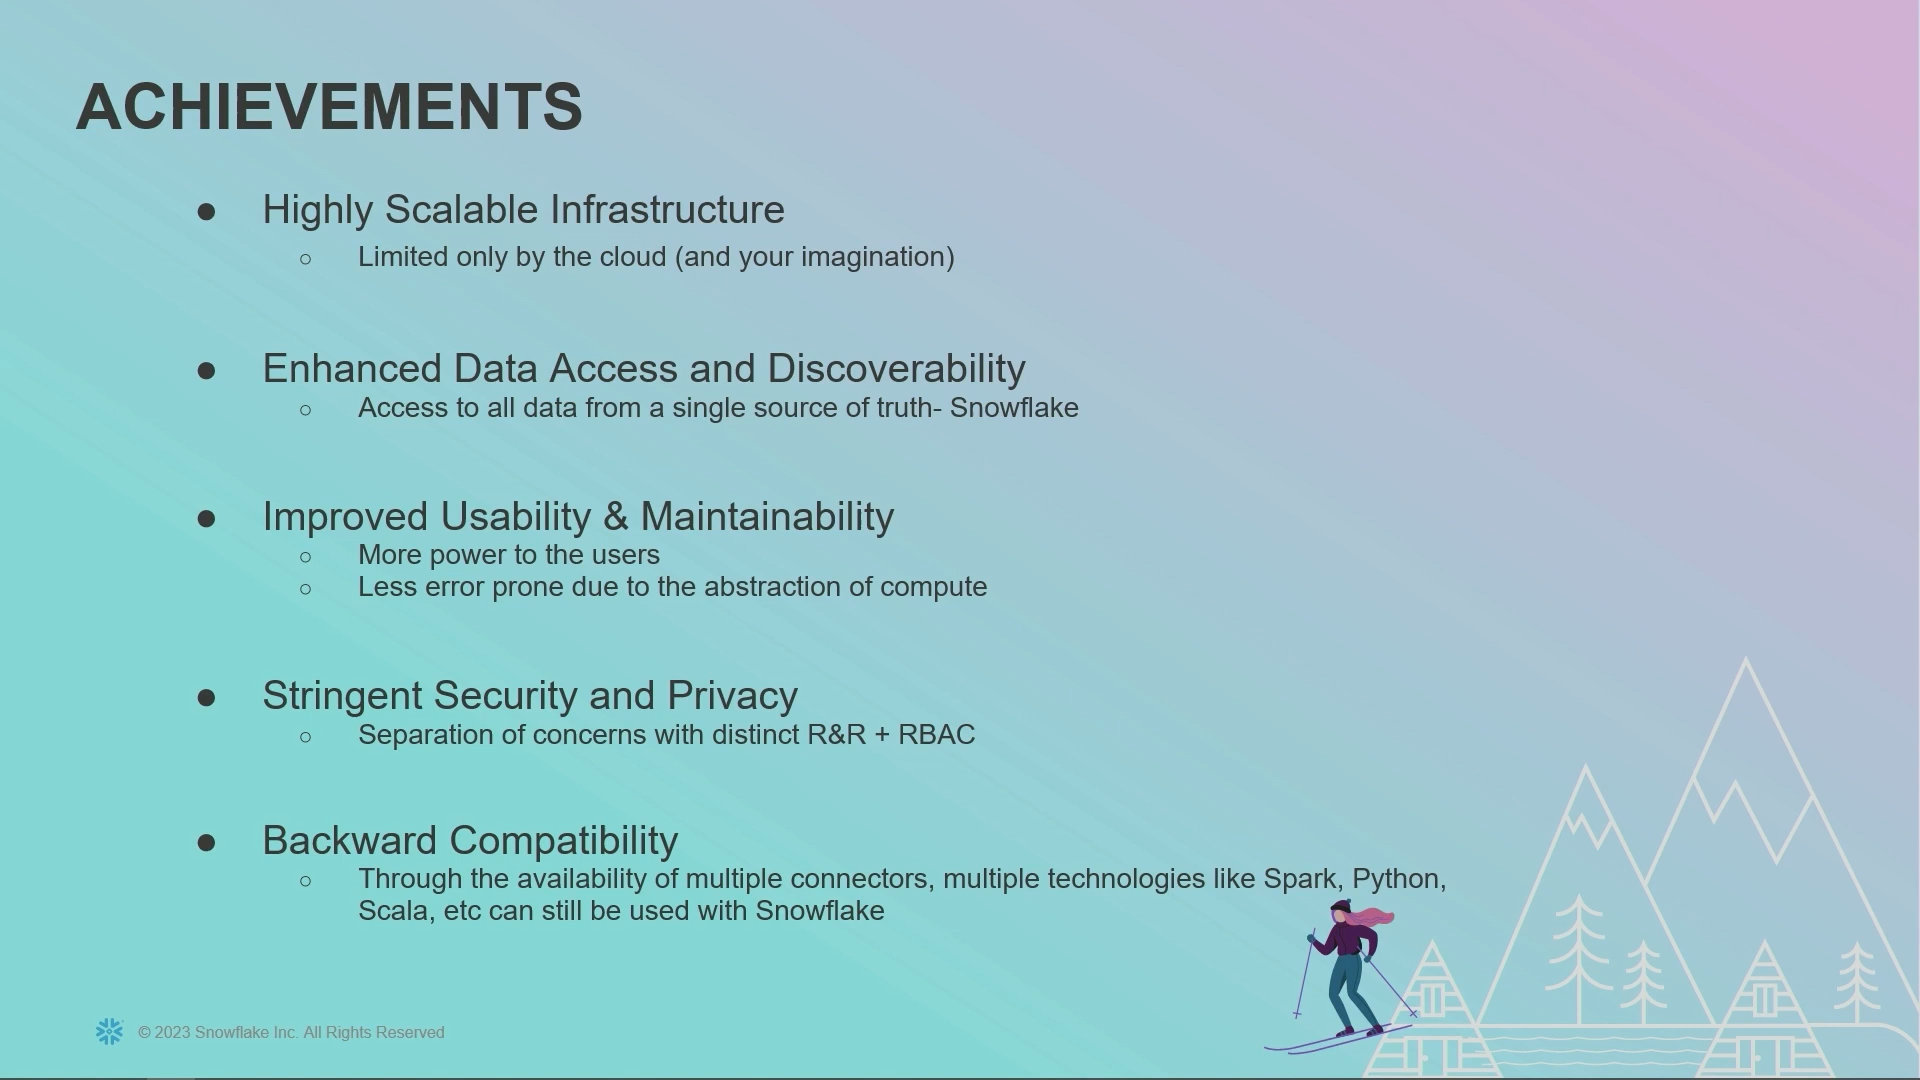 ACHIEVEMENTS
● Highly Scalable Infrastructure
○ Limited only by the cloud (and your imagination)
● Enhanced Data Access and Discoverability
○ Access to all data from a single source of truth- Snowflake
● Improved Usability & Maintainability
○ More power to the users
○ Less error prone due to the abstraction of compute
● Stringent Security and Privacy
○ Separation of concerns with distinct R&R + RBAC
● Backward Compatibility
○ Through the availability of multiple connectors, multiple technologies like Spark, Python,
Scala, etc can still be used with Snowflake
© 2023 Snowflake Inc. All Rights Reserved